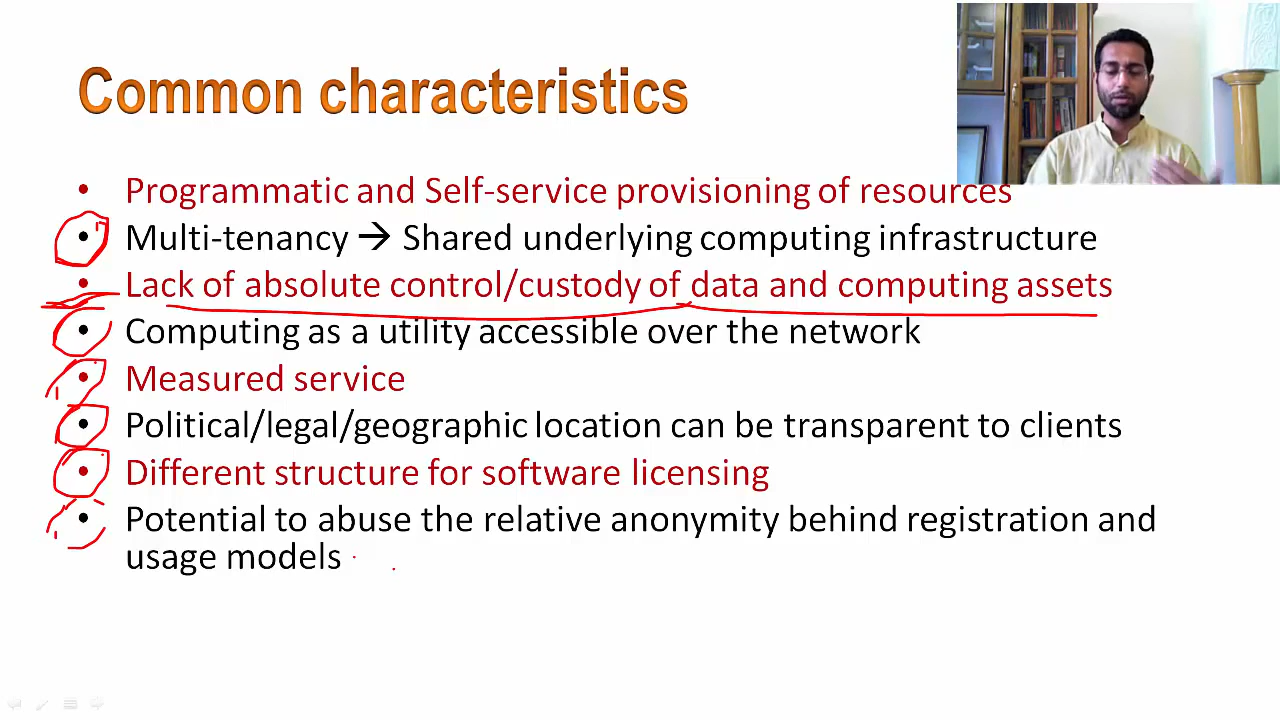 Common characteristics
• Programmatic and Self-service provisioning of resources
• Multi-tenancy → Shared underlying computing infrastructure
• Lack of absolute control/custody of data and computing assets
• Computing as a utility accessible over the network
• Measured service
• Political/legal/geographic location can be transparent to clients
• Different structure for software licensing
• Potential to abuse the relative anonymity behind registration and
usage models